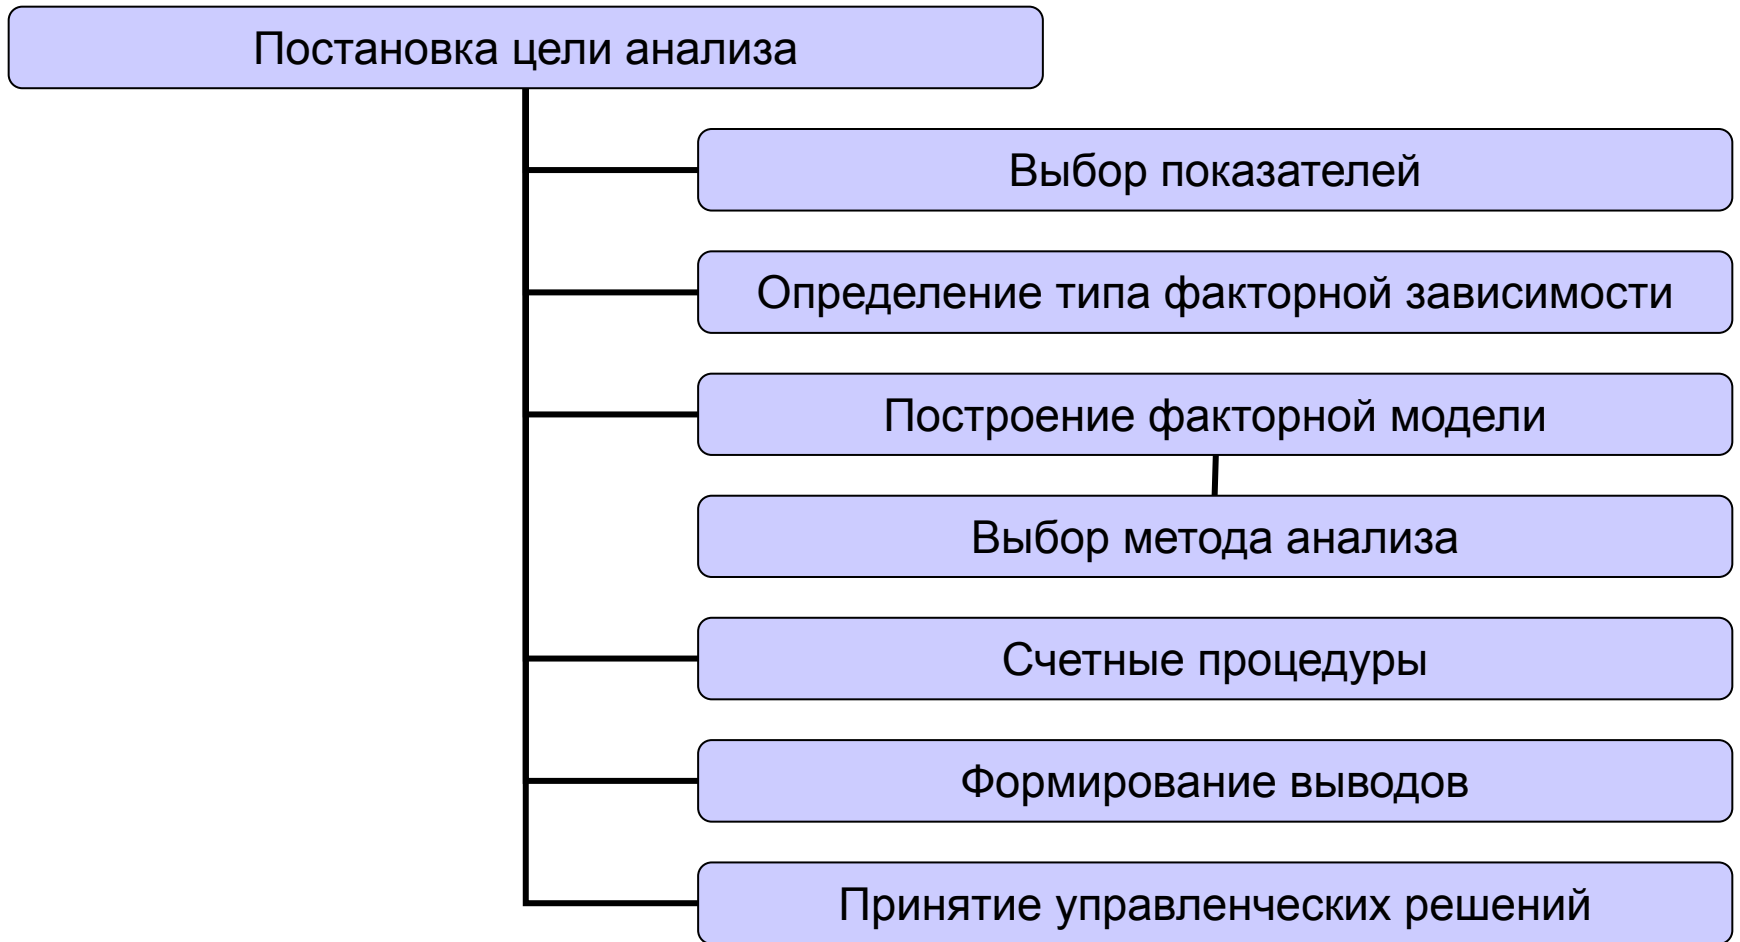 Постановка цели анализа
Выбор показателей
Определение типа факторной зависимости
Построение факторной модели
Выбор метода анализа
Счетные процедуры
Формирование выводов
Принятие управленческих решений